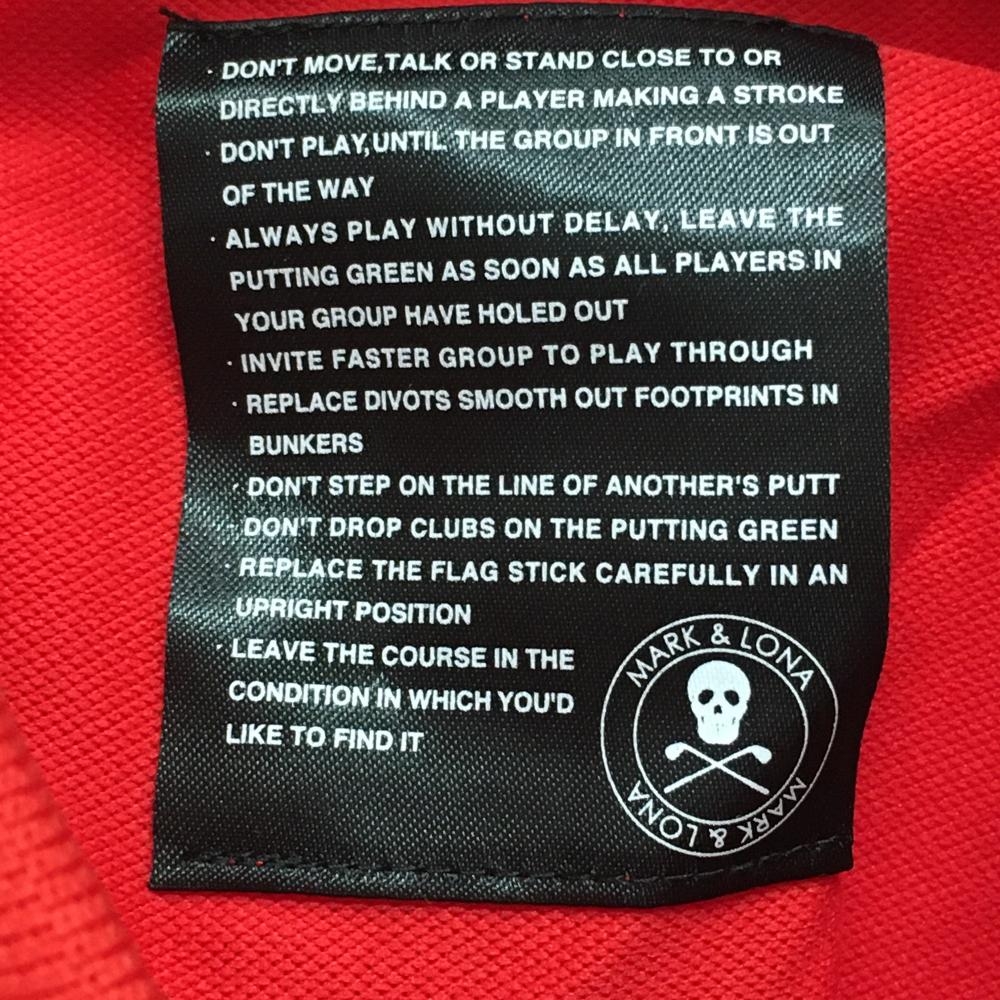 · DON'T MOVE,TALK OR STAND CLOSE TO OR
DIRECTLY BEHIND A PLAYER MAKING A STROKE
· DON'T PLAY,UNTIL THE GROUP IN FRONT IS OUT
OF THE WAY
· ALWAYS PLAY WITHOUT DELAY, LEAVE THE
PUTTING GREEN AS SOON AS ALL PLAYERS IN
YOUR GROUP HAVE HOLED OUT
· INVITE FASTER GROUP TO PLAY THROUGH
· REPLACE DIVOTS SMOOTH OUT FOOTPRINTS IN
BUNKERS
· DON'T STEP ON THE LINE OF ANOTHER'S PUTT
· DON'T DROP CLUBS ON THE PUTTING GREEN
· REPLACE THE FLAG STICK CAREFULLY IN AN
UPRIGHT POSITION
· LEAVE THE COURSE IN THE
CONDITION IN WHICH YOU'D
LIKE TO FIND IT
MARK & LONA
MARK & LONA